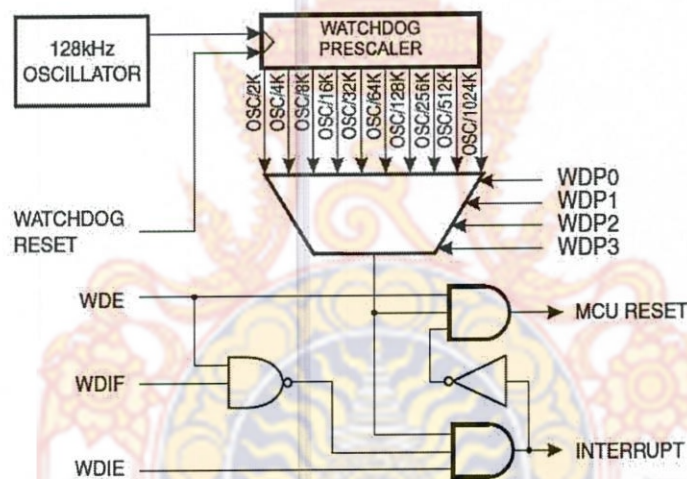 128kHz
OSCILLATOR
WATCHDOG
PRESCALER
OSC/2K
OSC/4K
OSC/8K
OSC/16K
OSC/32K
OSC/64K
OSC/128K
OSC/256K
OSC/512K
OSC/1024K
WDP0
WDP1
WDP2
WDP3
WATCHDOG
RESET
WDE
MCU RESET
WDIF
WDIE
INTERRUPT